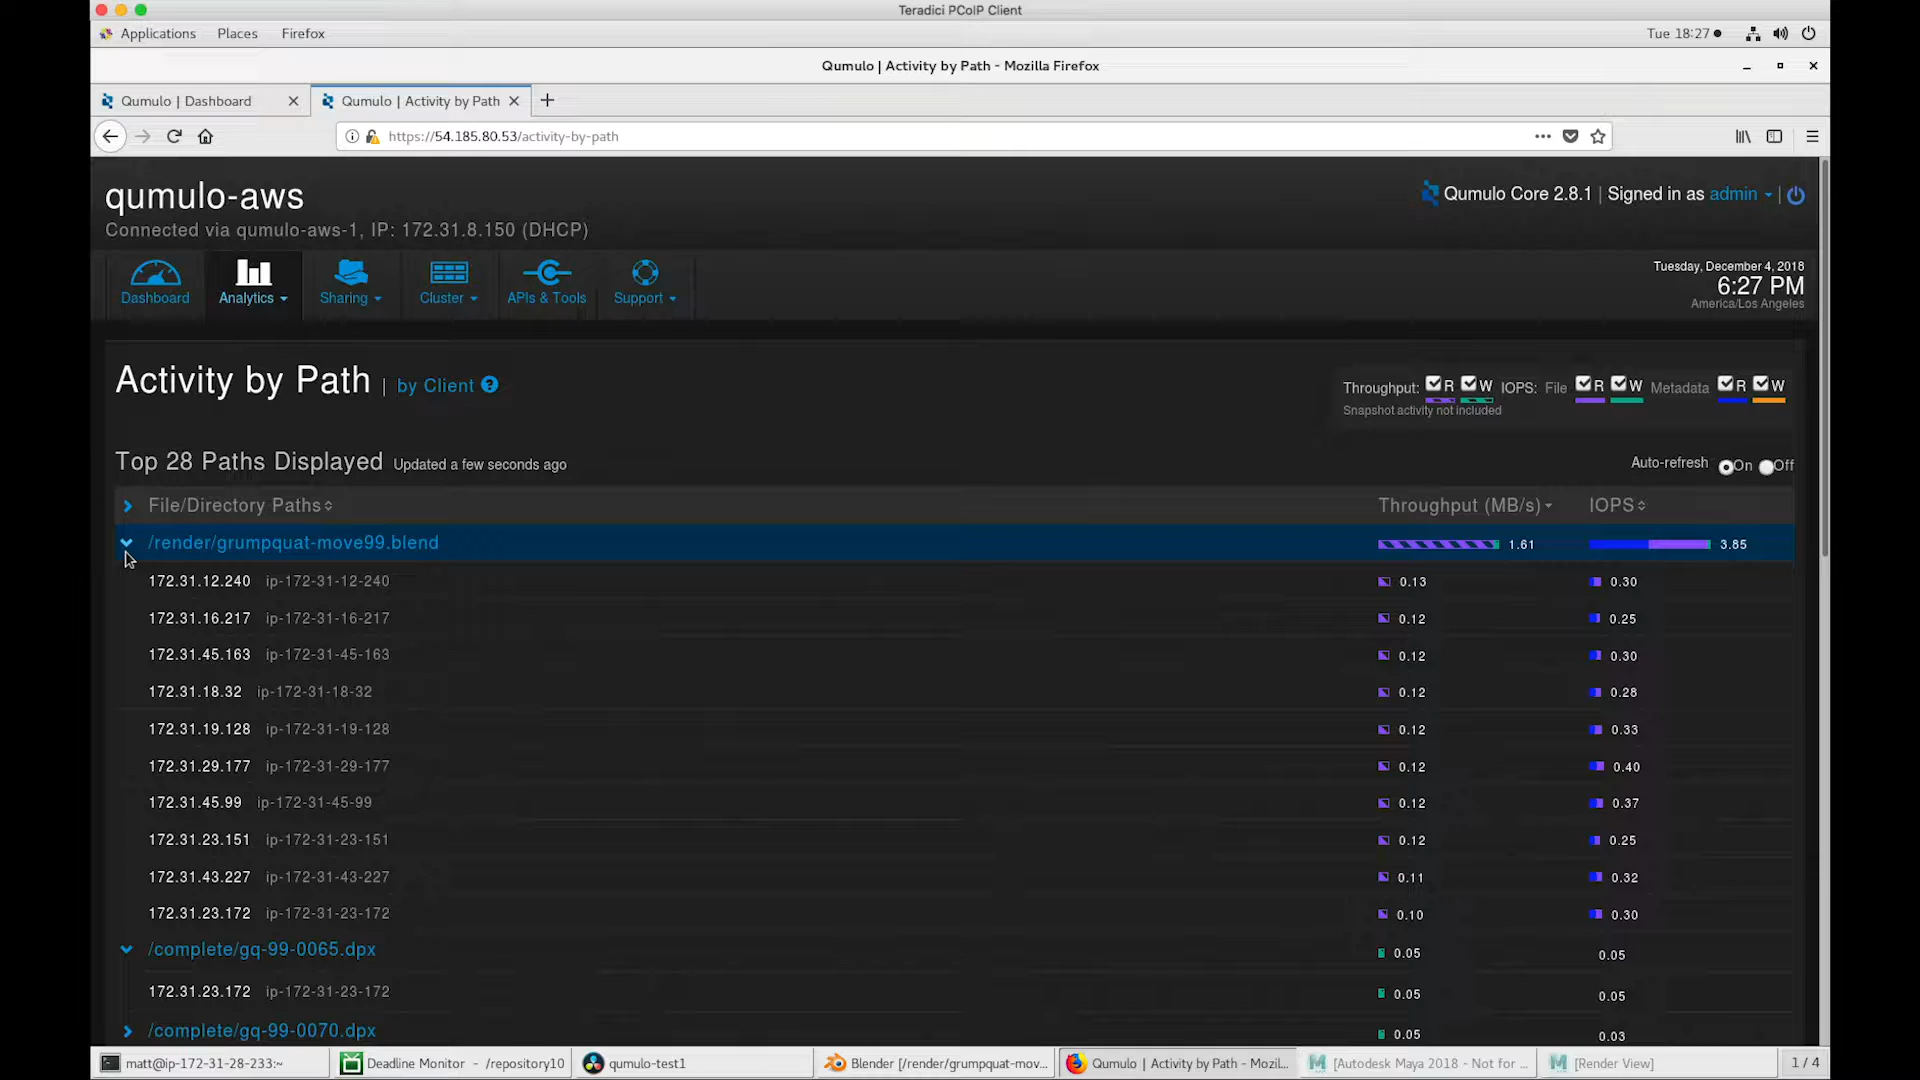 Teradici PCoIP Client
Applications Places Firefox Tue 18:27
Qumulo | Activity by Path - Mozilla Firefox
Qumulo | Dashboard Qumulo | Activity by Path
https://54.185.80.53/activity-by-path
qumulo-aws
Qumulo Core 2.8.1 | Signed in as admin
Connected via qumulo-aws-1, IP: 172.31.8.150 (DHCP)
Dashboard Analytics Sharing Cluster APIs & Tools Support
Tuesday, December 4, 2018
6:27 PM
America/Los Angeles
Activity by Path | by Client ?
Throughput: R W IOPS: File R W Metadata R W
Snapshot activity not included
Top 28 Paths Displayed Updated a few seconds ago
Auto-refresh On Off
File/Directory Paths Throughput (MB/s) IOPS
/render/grumpquat-move99.blend 1.61 3.85
172.31.12.240 ip-172-31-12-240 0.13 0.30
172.31.16.217 ip-172-31-16-217 0.12 0.25
172.31.45.163 ip-172-31-45-163 0.12 0.30
172.31.18.32 ip-172-31-18-32 0.12 0.28
172.31.19.128 ip-172-31-19-128 0.12 0.33
172.31.29.177 ip-172-31-29-177 0.12 0.40
172.31.45.99 ip-172-31-45-99 0.12 0.37
172.31.23.151 ip-172-31-23-151 0.12 0.25
172.31.43.227 ip-172-31-43-227 0.11 0.32
172.31.23.172 ip-172-31-23-172 0.10 0.30
/complete/gq-99-0065.dpx 0.05 0.05
172.31.23.172 ip-172-31-23-172 0.05 0.05
/complete/gq-99-0070.dpx 0.05 0.03
matt@ip-172-31-28-233:~ Deadline Monitor - /repository10 qumulo-test1 Blender [/render/grumpquat-mov... Qumulo | Activity by Path - Mozil... [Autodesk Maya 2018 - Not for ... [Render View] 1 / 4